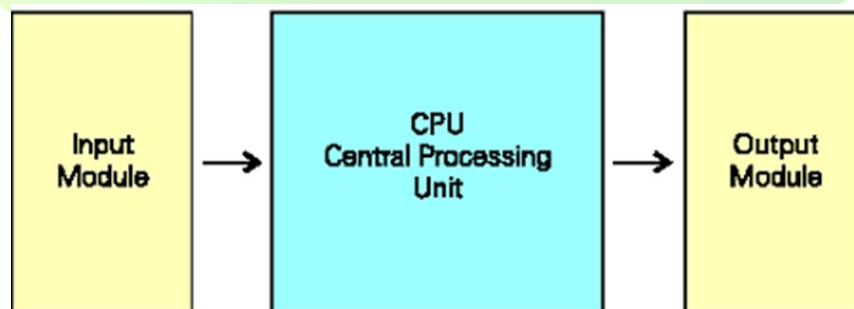 Input
Module
CPU
Central Processing
Unit
Output
Module